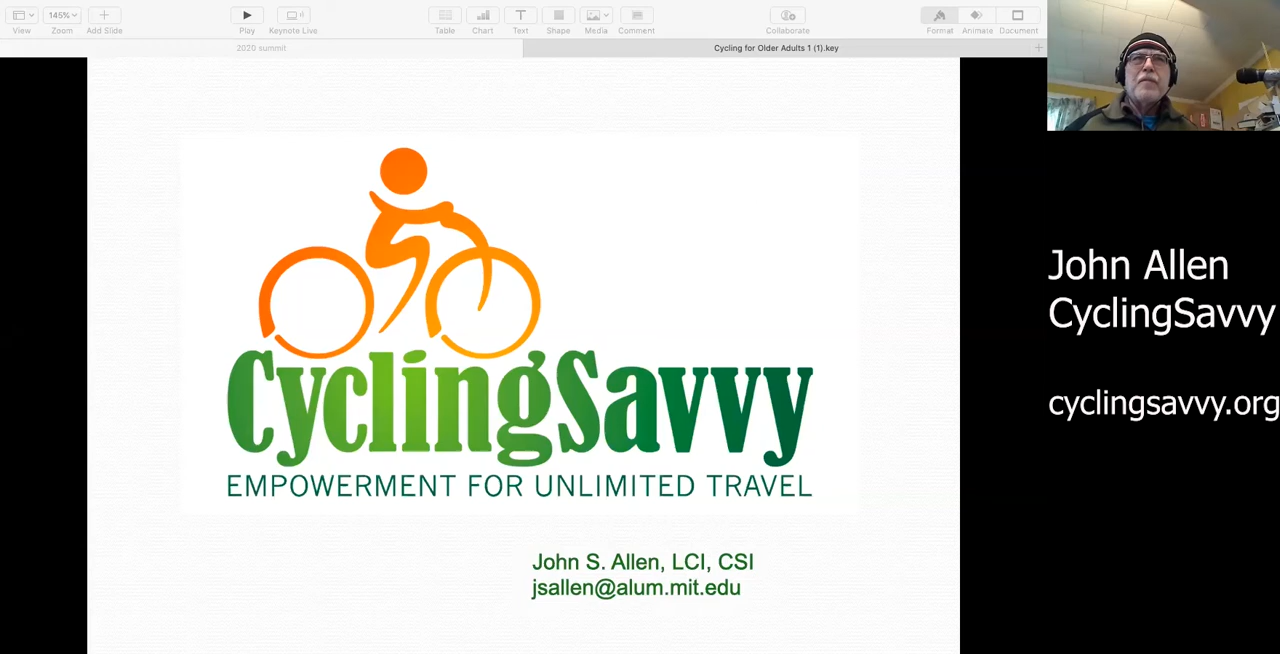 145%
View
Zoom
Add Slide
Play
Keynote Live
Table
Chart
Text
Shape
Media
Comment
Collaborate
Format
Animate
Document
2020 summit
Cycling for Older Adults 1 (1).key
CyclingSavvy
EMPOWERMENT FOR UNLIMITED TRAVEL
John S. Allen, LCI, CSI
jsallen@alum.mit.edu
John Allen
CyclingSavvy
cyclingsavvy.org